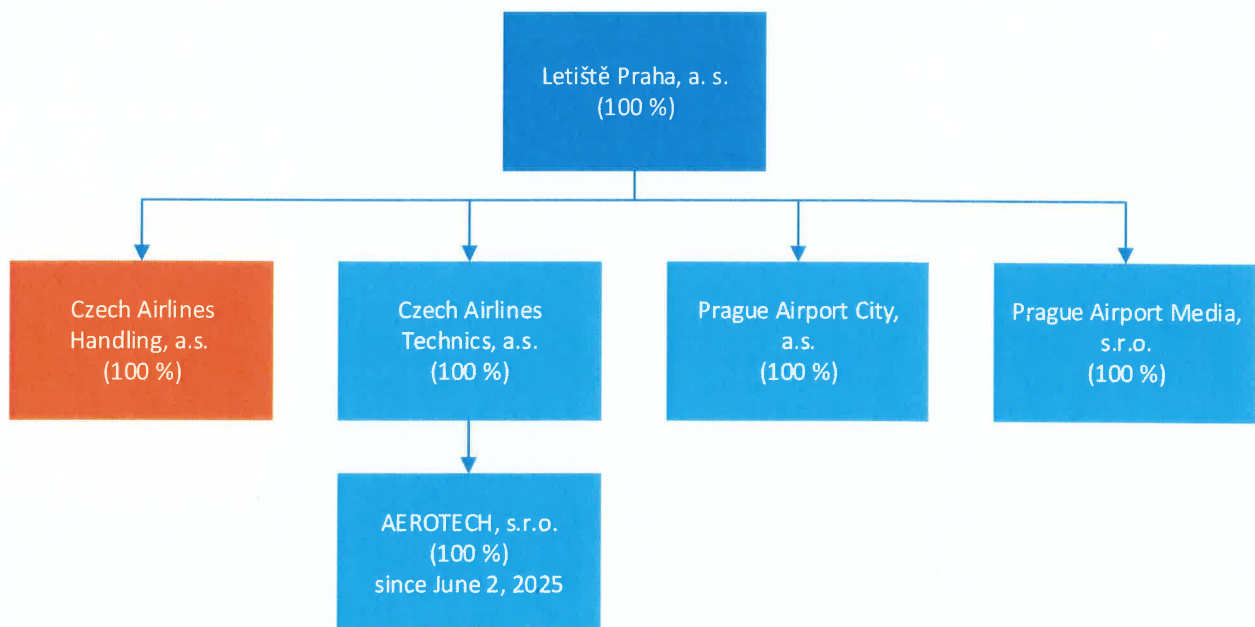 Letiště Praha, a. s.
(100 %)
Czech Airlines
Handling, a.s.
(100 %)
Czech Airlines
Technics, a.s.
(100 %)
Prague Airport City,
a.s.
(100 %)
Prague Airport Media,
s.r.o.
(100 %)
AEROTECH, s.r.o.
(100 %)
since June 2, 2025